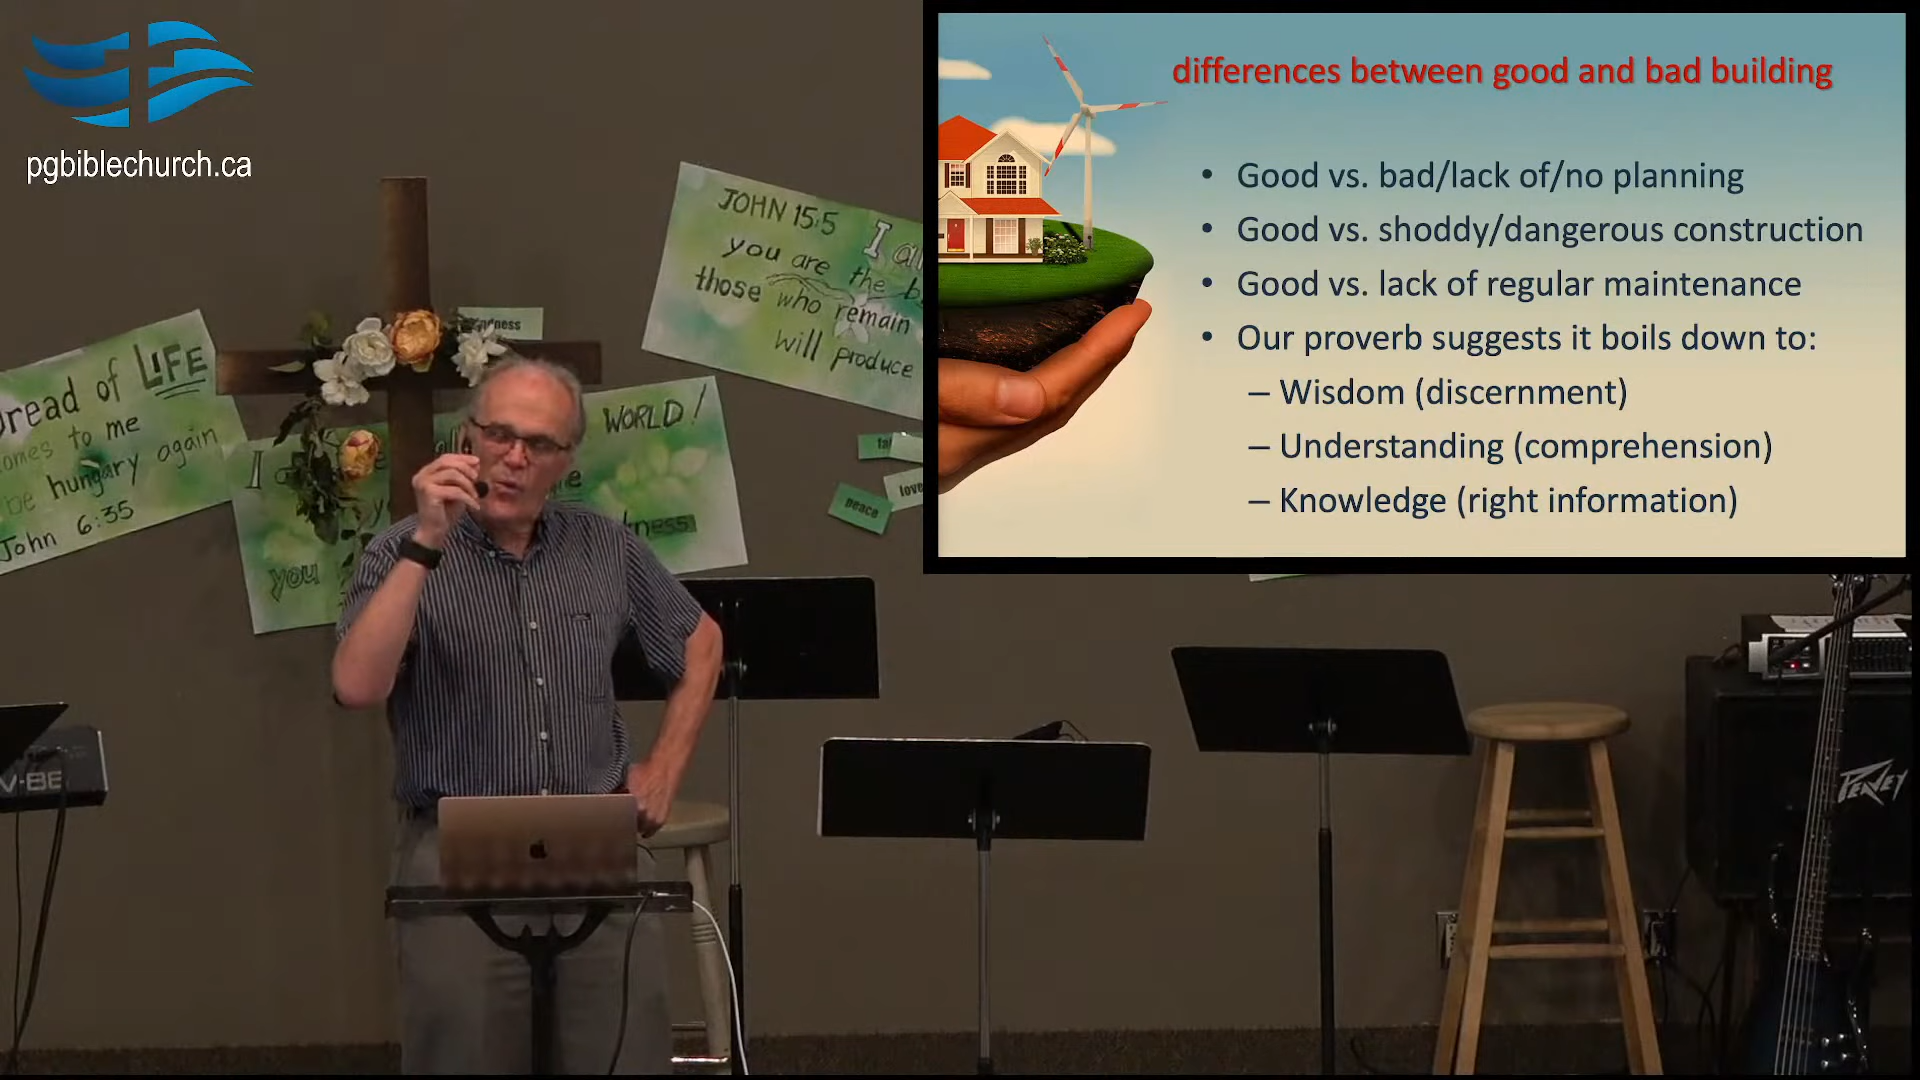 pgbiblechurch.ca
differences between good and bad building
• Good vs. bad/lack of/no planning
• Good vs. shoddy/dangerous construction
• Good vs. lack of regular maintenance
• Our proverb suggests it boils down to:
– Wisdom (discernment)
– Understanding (comprehension)
– Knowledge (right information)
JOHN 15:5
I
you are the
those who remain
will produce
LIFE
of
to me
hungary again
John 6:35
I
WORLD!
you
peace
love
PEAVEY